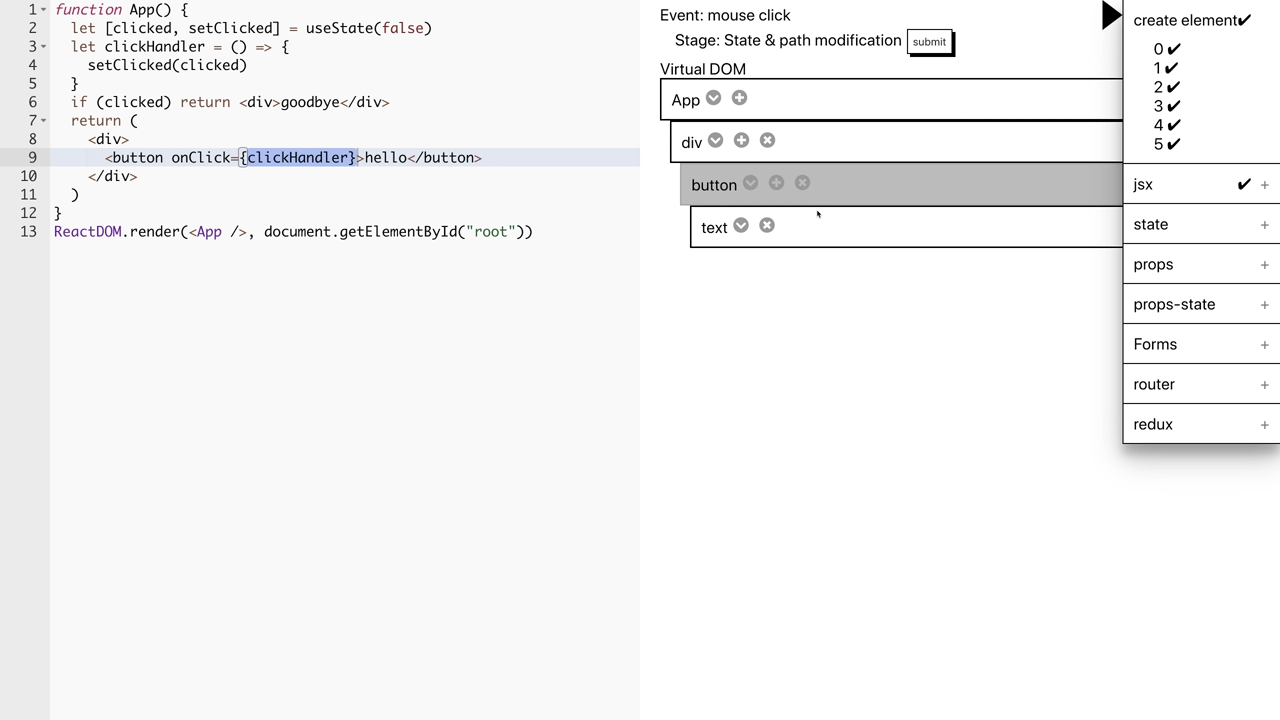 1 function App() {
2 let [clicked, setClicked] = useState(false)
3 let clickHandler = () => {
4 setClicked(clicked)
5 }
6 if (clicked) return <div>goodbye</div>
7 return (
8 <div>
9 <button onClick={clickHandler}>hello</button>
10 </div>
11 )
12 }
13 ReactDOM.render(<App />, document.getElementById("root"))
Event: mouse click
Stage: State & path modification submit
Virtual DOM
App
div
button
text
create element✔
0 ✔
1 ✔
2 ✔
3 ✔
4 ✔
5 ✔
jsx ✔ +
state +
props +
props-state +
Forms +
router +
redux +